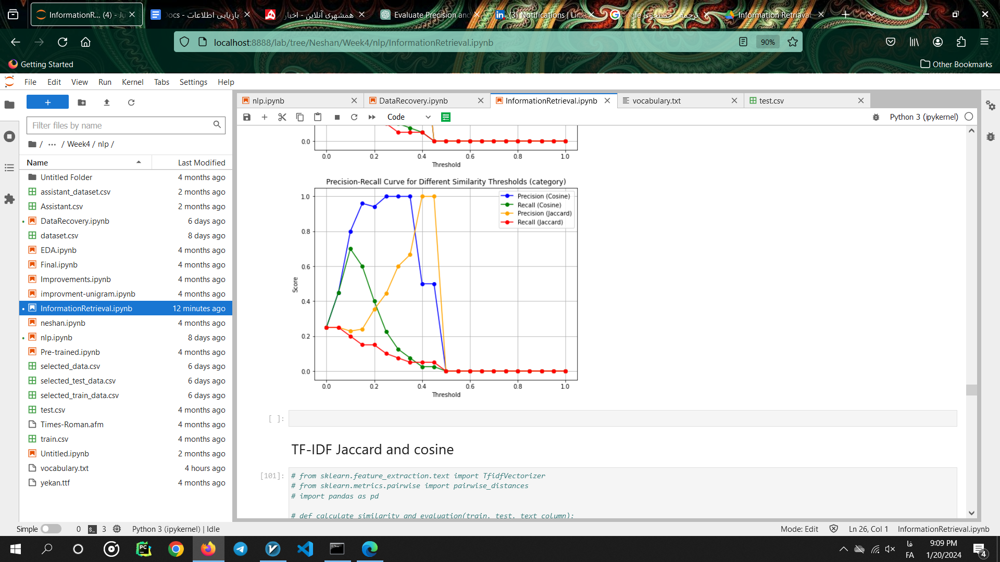 InformationR... (4) - Ju
Docs - بازیابی اطلاعات
همشهری آنلاین - اخبار
Evaluate Precision and
(3) Notifications | Link
ترجمه - جستجوی Google
Information Retrieval
localhost:8888/lab/tree/Neshan/Week4/nlp/InformationRetrieval.ipynb
90%
Getting Started
Other Bookmarks
File Edit View Run Kernel Tabs Settings Help
Filter files by name
/ ··· / Week4 / nlp /
Name Last Modified
Untitled Folder 4 months ago
assistant_dataset.csv 2 months ago
Assistant.csv 2 months ago
DataRecovery.ipynb 6 days ago
dataset.csv 8 days ago
EDA.ipynb 4 months ago
Final.ipynb 4 months ago
Improvements.ipynb 4 months ago
improvment-unigram.ipynb 4 months ago
InformationRetrieval.ipynb 12 minutes ago
neshan.ipynb 4 months ago
nlp.ipynb 8 days ago
Pre-trained.ipynb 4 months ago
selected_data.csv 6 days ago
selected_test_data.csv 6 days ago
selected_train_data.csv 6 days ago
test.csv 4 months ago
Times-Roman.afm 4 months ago
train.csv 4 months ago
Untitled.ipynb 2 months ago
vocabulary.txt 4 hours ago
yekan.ttf 4 months ago
nlp.ipynb
DataRecovery.ipynb
InformationRetrieval.ipynb
vocabulary.txt
test.csv
Code
Python 3 (ipykernel)
0.0
0.0 0.2 0.4 0.6 0.8 1.0
Threshold
Precision-Recall Curve for Different Similarity Thresholds (category)
Precision (Cosine)
Recall (Cosine)
Precision (Jaccard)
Recall (Jaccard)
1.0
0.8
0.6
0.4
0.2
0.0
Score
0.0 0.2 0.4 0.6 0.8 1.0
Threshold
[ ]:
TF-IDF Jaccard and cosine
[101]:
# from sklearn.feature_extraction.text import TfidfVectorizer
# from sklearn.metrics.pairwise import pairwise_distances
# import pandas as pd
# def calculate_similarity_and_evaluation(train, test, text_column):
Simple 0 3 Python 3 (ipykernel) | Idle
Mode: Edit Ln 26, Col 1 InformationRetrieval.ipynb
فا
FA
9:09 PM
1/20/2024
4